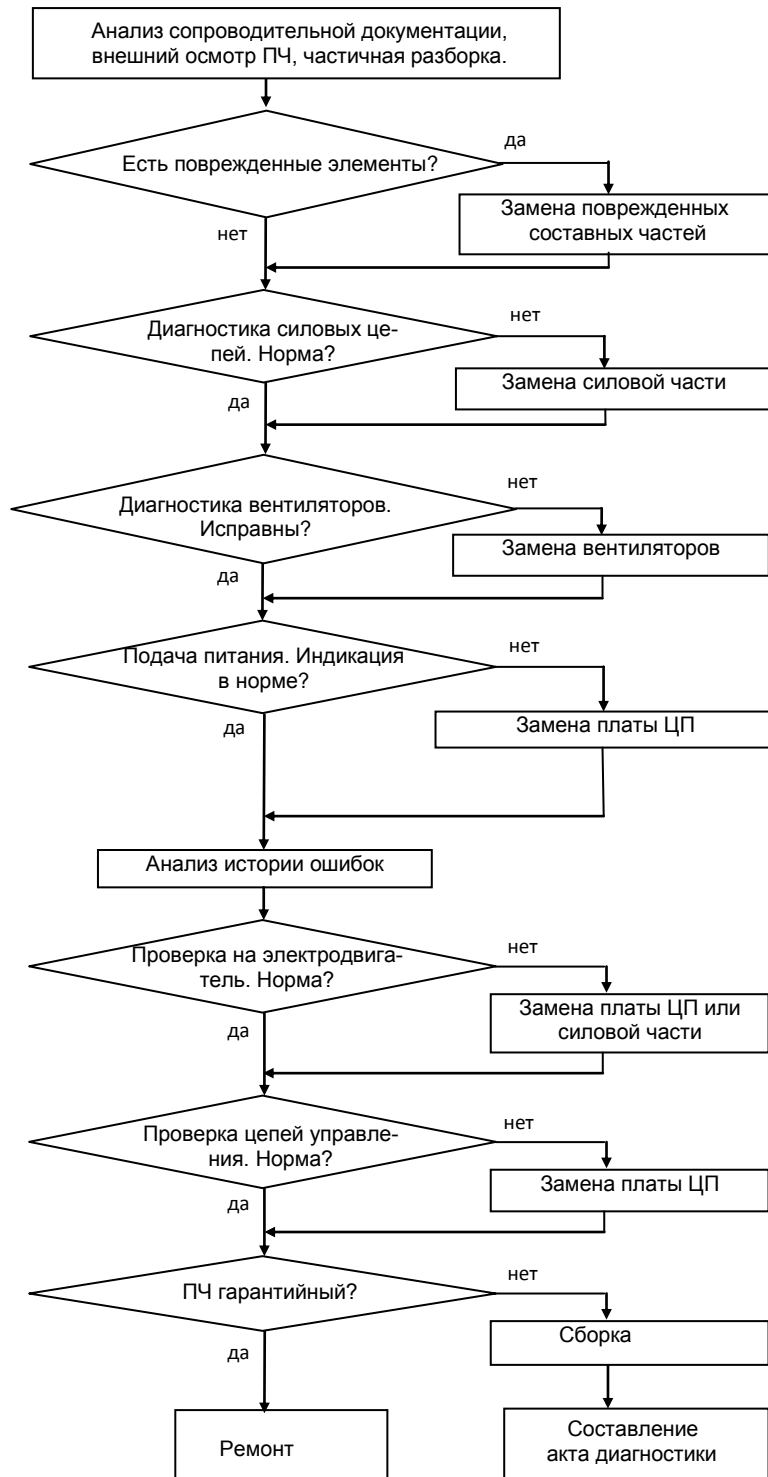 Анализ сопроводительной документации,
внешний осмотр ПЧ, частичная разборка.
да
Есть поврежденные элементы?
Замена поврежденных
составных частей
нет
нет
Диагностика силовых це-
пей. Норма?
Замена силовой части
да
нет
Диагностика вентиляторов.
Исправны?
Замена вентиляторов
да
нет
Подача питания. Индикация
в норме?
Замена платы ЦП
да
Анализ истории ошибок
нет
Проверка на электродвига-
тель. Норма?
Замена платы ЦП или
силовой части
да
нет
Проверка цепей управле-
ния. Норма?
Замена платы ЦП
да
нет
ПЧ гарантийный?
Сборка
да
Ремонт
Составление
акта диагностики